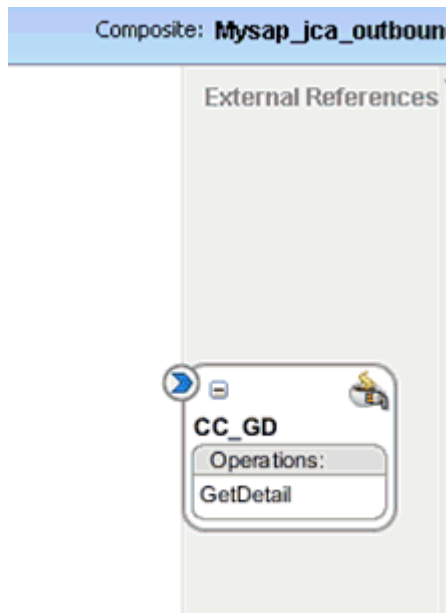 Composite: Mysap_jca_outboun
External References
CC_GD
Operations:
GetDetail